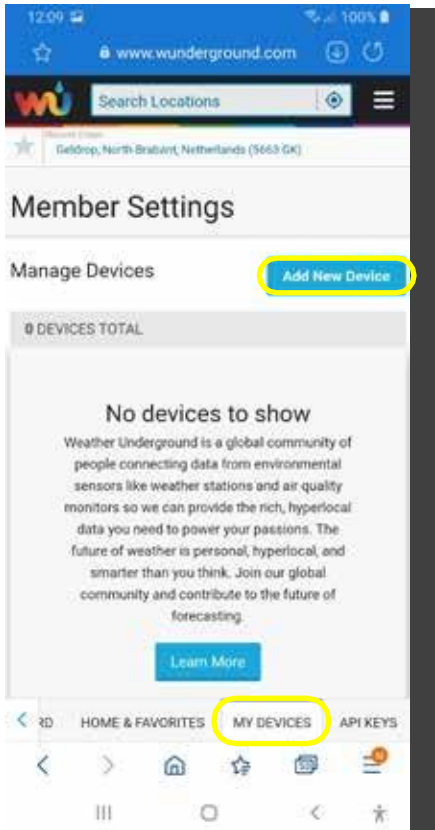 12:09
100%
www.wunderground.com
wu
Search Locations
Recent Cities
Geldrop, North Brabant, Netherlands (5663 GK)
Member Settings
Manage Devices
Add New Device
0 DEVICES TOTAL
No devices to show
Weather Underground is a global community of
people connecting data from environmental
sensors like weather stations and air quality
monitors so we can provide the rich, hyperlocal
data you need to power your passions. The
future of weather is personal, hyperlocal, and
smarter than you think. Join our global
community and contribute to the future of
forecasting.
Learn More
RD HOME & FAVORITES MY DEVICES API KEYS